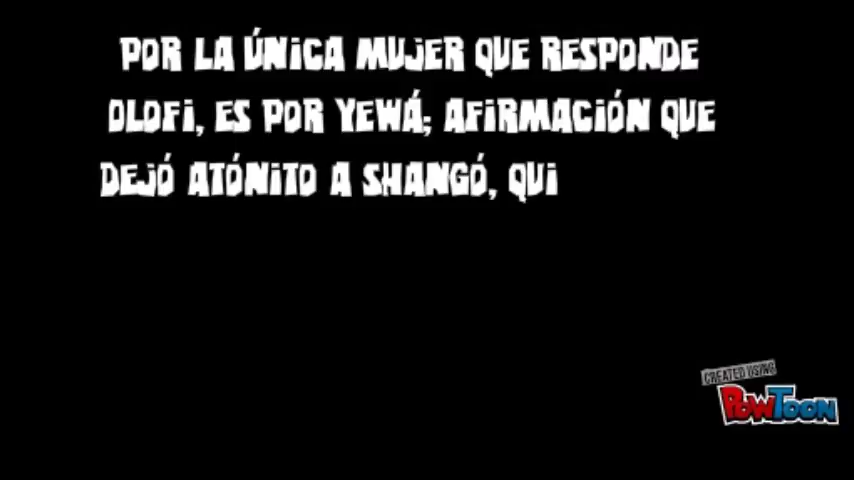 POR LA ÚNICA MUJER QUE RESPONDE
OLOFI, ES POR YEWÁ; AFIRMACIÓN QUE
DEJÓ ATÓNITO A SHANGÓ, QUI
CREATED USING
POWTOON